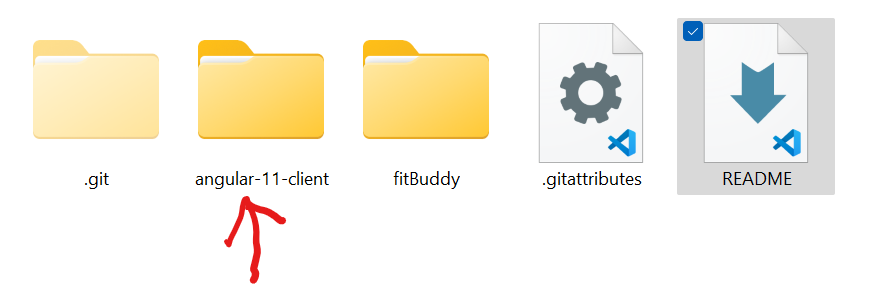 .git
angular-11-client
fitBuddy
.gitattributes
README